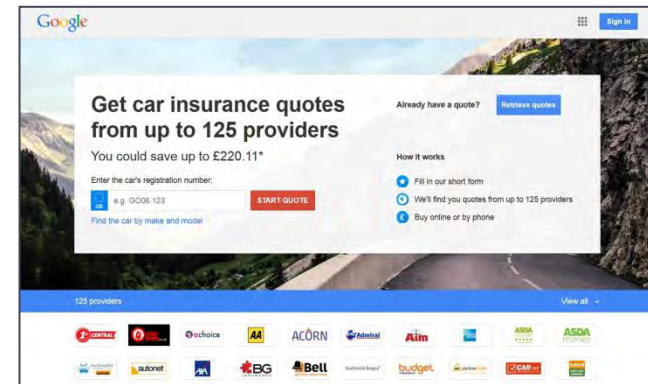 Google
Sign in
Get car insurance quotes
from up to 125 providers
You could save up to £220.11*
Enter the car's registration number:
GB
e.g. GO06 123
START QUOTE
Find the car by make and model
Already have a quote?
Retrieve quotes
How it works
Fill in our short form
We'll find you quotes from up to 125 providers
£
Buy online or by phone
125 providers
View all
1st CENTRAL
achoice
AA
ACORN
Admiral
Aim
ASDA
ASDA
money
autonet
AXA
BG
Bell
budget
CAR